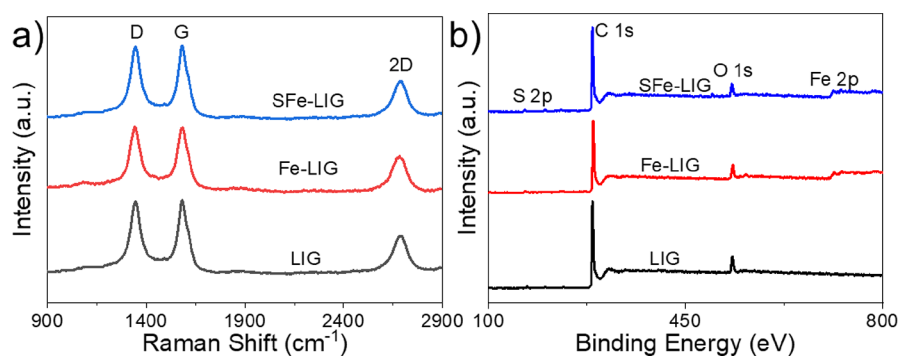 a)
D
G
2D
SFe-LIG
Fe-LIG
LIG
Intensity (a.u.)
900 1400 1900 2400 2900
Raman Shift (cm⁻¹)
b)
C 1s
S 2p
SFe-LIG
O 1s
Fe 2p
Fe-LIG
LIG
Intensity (a.u.)
100 450 800
Binding Energy (eV)